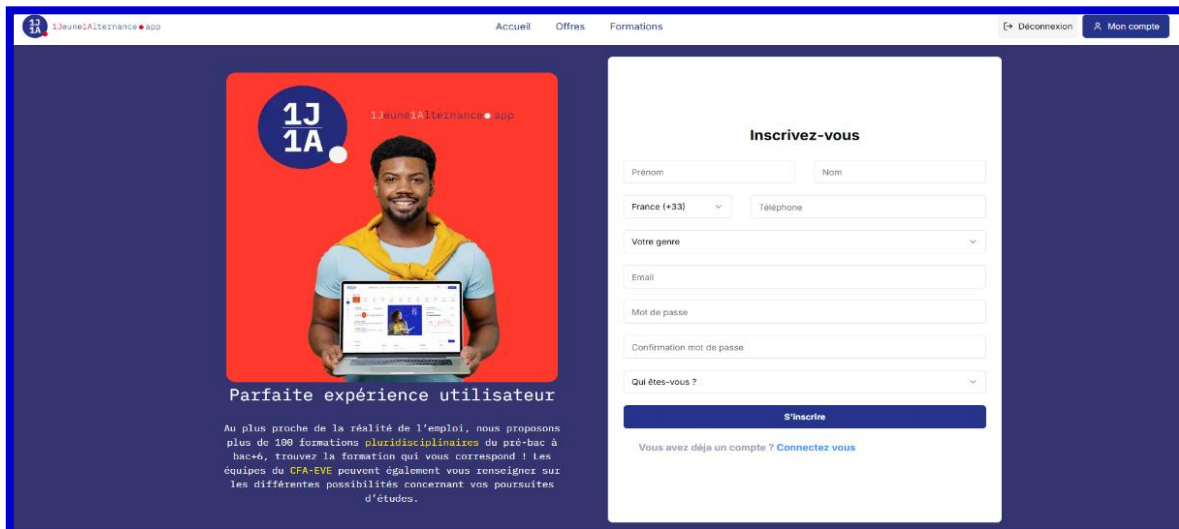 1J
1A
1Jeune1Alternance app
Accueil
Offres
Formations
Déconnexion
Mon compte
1J
1A
1Jeune1Alternance app
Parfaite expérience utilisateur
Au plus proche de la réalité de l'emploi, nous proposons
plus de 100 formations pluridisciplinaires du pré-bac à
bac+6, trouvez la formation qui vous correspond ! Les
équipes du CFA-EVE peuvent également vous renseigner sur
les différentes possibilités concernant vos poursuites
d'études.
Inscrivez-vous
Prénom
Nom
France (+33)
Téléphone
Votre genre
Email
Mot de passe
Confirmation mot de passe
Qui êtes-vous ?
S'inscrire
Vous avez déja un compte ? Connectez vous